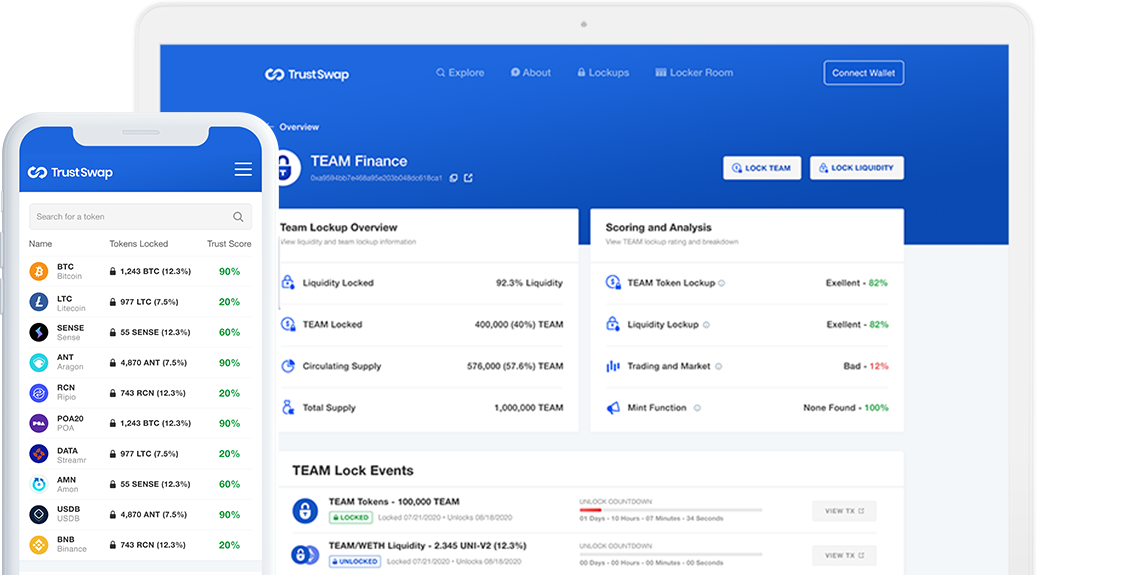 TrustSwap
Explore
About
Lockups
Locker Room
Connect Wallet
Overview
TEAM Finance
LOCK TEAM
LOCK LIQUIDITY
Team Lockup Overview
View liquidity and team lockup information
Liquidity Locked 92.3% Liquidity
TEAM Locked 400,000 (40%) TEAM
Circulating Supply 576,000 (57.6%) TEAM
Total Supply 1,000,000 TEAM
Scoring and Analysis
View TEAM lockup rating and breakdown
TEAM Token Lockup Exellent - 82%
Liquidity Lockup Exellent - 82%
Trading and Market Bad - 12%
Mint Function None Found - 100%
TEAM Lock Events
TEAM Tokens - 100,000 TEAM
LOCKED Locked 07/21/2020 • Unlocks 08/18/2020
UNLOCK COUNTDOWN
01 Days - 10 Hours - 07 Minutes - 34 Seconds
VIEW TX
TEAM/WETH Liquidity - 2.345 UNI-V2 (12.3%)
UNLOCKED Locked 07/21/2020 • Unlocks 08/18/2020
UNLOCK COUNTDOWN
00 Days - 00 Hours - 00 Minutes - 00 Seconds
VIEW TX
TrustSwap
Search for a token
Name Tokens Locked Trust Score
BTC
Bitcoin
1,243 BTC (12.3%) 90%
LTC
Litecoin
977 LTC (7.5%) 20%
SENSE
Sense
55 SENSE (12.3%) 60%
ANT
Aragon
4,870 ANT (7.5%) 90%
RCN
Ripio
743 RCN (12.3%) 20%
POA20
POA
1,243 BTC (12.3%) 90%
DATA
Streamr
977 LTC (7.5%) 20%
AMN
Amon
55 SENSE (12.3%) 60%
USDB
USDB
4,870 ANT (7.5%) 90%
BNB
Binance
743 RCN (12.3%) 20%